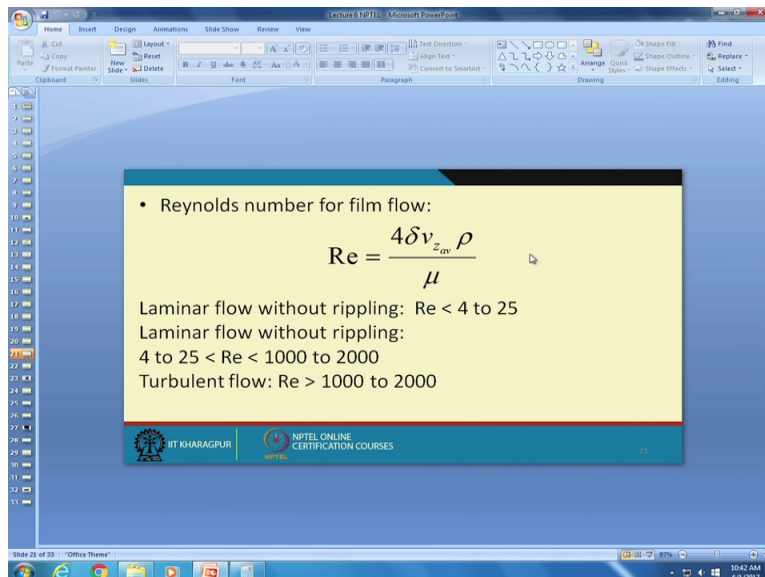 Lecture 6 NPTEL - Microsoft PowerPoint
Home Insert Design Animations Slide Show Review View
Cut
Copy
Format Painter
Paste
Clipboard
New Slide
Layout
Reset
Delete
Slides
Font
Text Direction
Align Text
Convert to SmartArt
Paragraph
Arrange
Quick Styles
Shape Fill
Shape Outline
Shape Effects
Drawing
Find
Replace
Select
Editing
• Reynolds number for film flow:
Re = 4δv_{z_{av}}ρ / μ
Laminar flow without rippling: Re < 4 to 25
Laminar flow without rippling:
4 to 25 < Re < 1000 to 2000
Turbulent flow: Re > 1000 to 2000
IIT KHARAGPUR
NPTEL
NPTEL ONLINE
CERTIFICATION COURSES
21
Slide 21 of 33 "Office Theme" 97%
10:42 AM